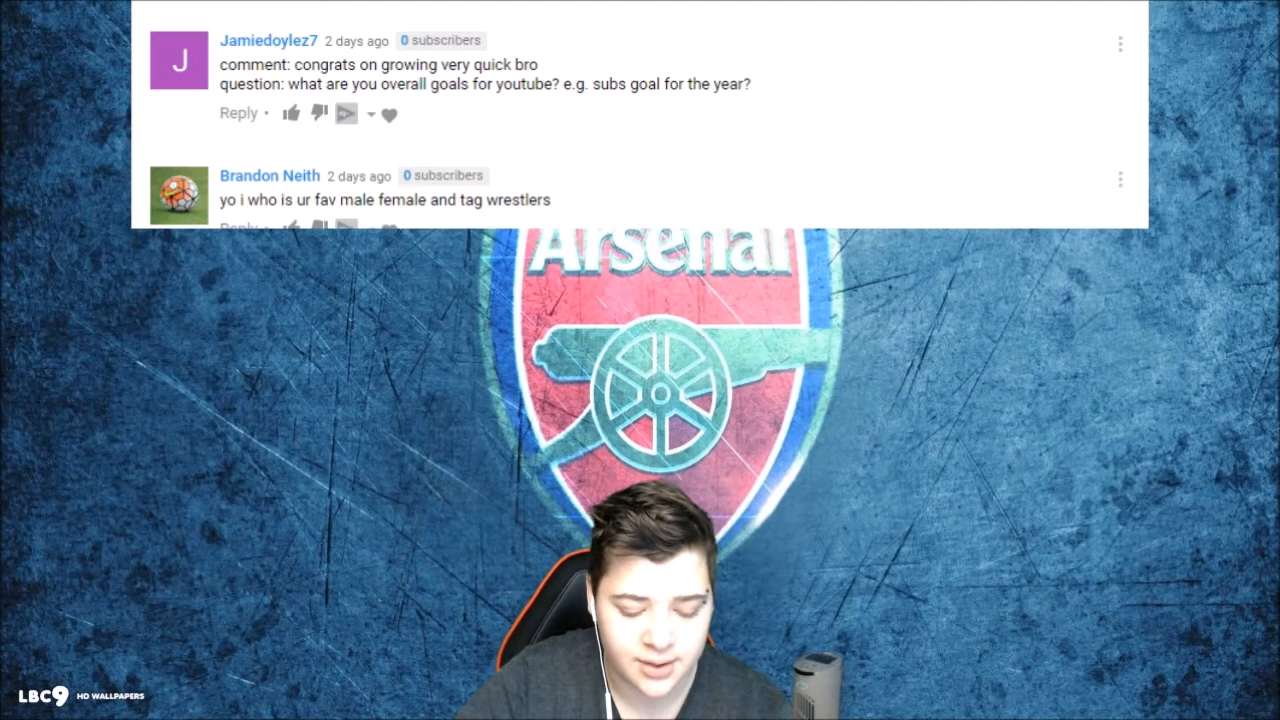 Jamiedoylez7 2 days ago 0 subscribers
comment: congrats on growing very quick bro
question: what are you overall goals for youtube? e.g. subs goal for the year?
Reply •
Brandon Neith 2 days ago 0 subscribers
yo i who is ur fav male female and tag wrestlers
Reply •
Arsenal
LBC9 HD WALLPAPERS